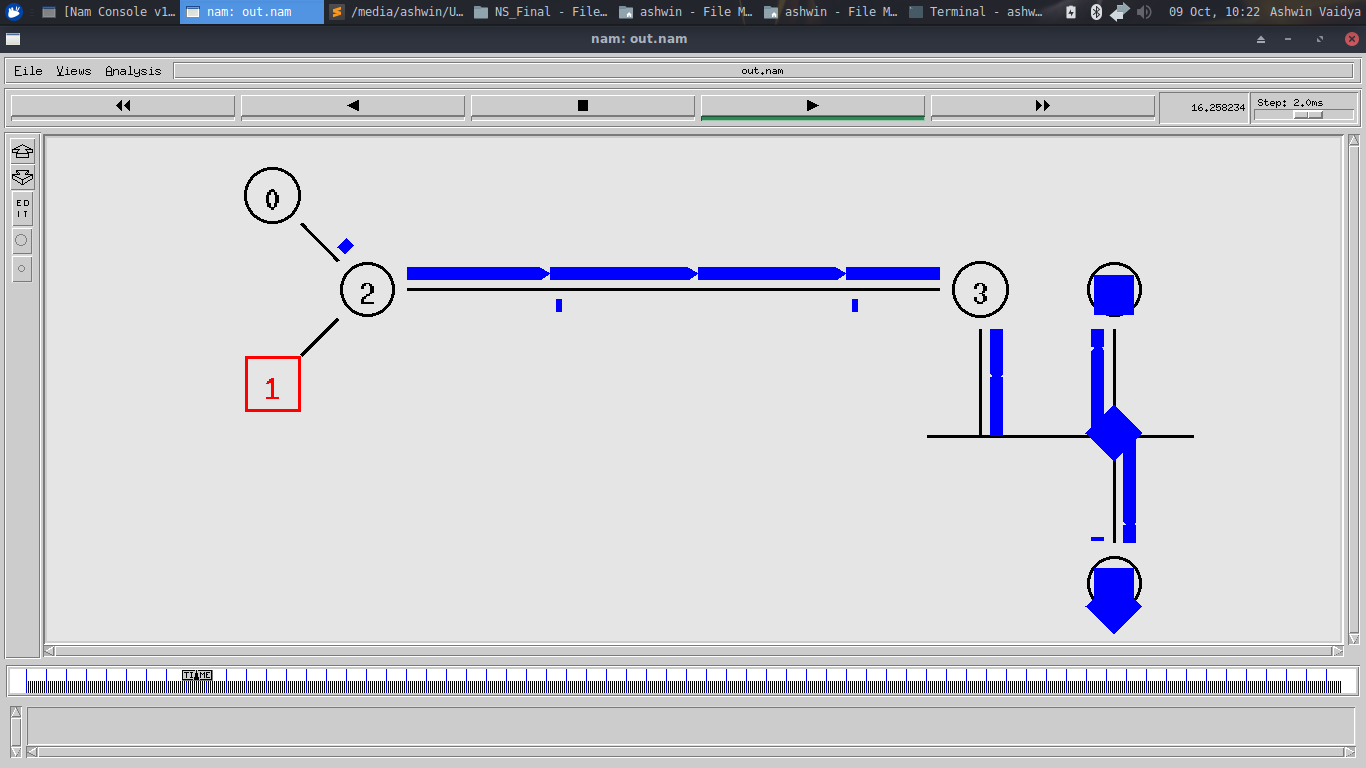 [Nam Console v1... nam: out.nam /media/ashwin/U... NS_Final - File... ashwin - File M... ashwin - File M... Terminal - ashw... 09 Oct, 10:22 Ashwin Vaidya
nam: out.nam
File Views Analysis out.nam
16.258234 Step: 2.0ms
ED
IT
0
2
3
1
TIME